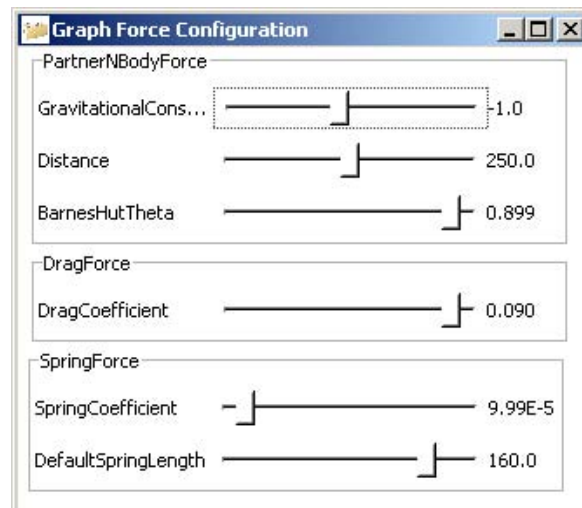 Graph Force Configuration
PartnerNBodyForce
GravitationalCons... -1.0
Distance 250.0
BarnesHutTheta 0.899
DragForce
DragCoefficient 0.090
SpringForce
SpringCoefficient 9.99E-5
DefaultSpringLength 160.0